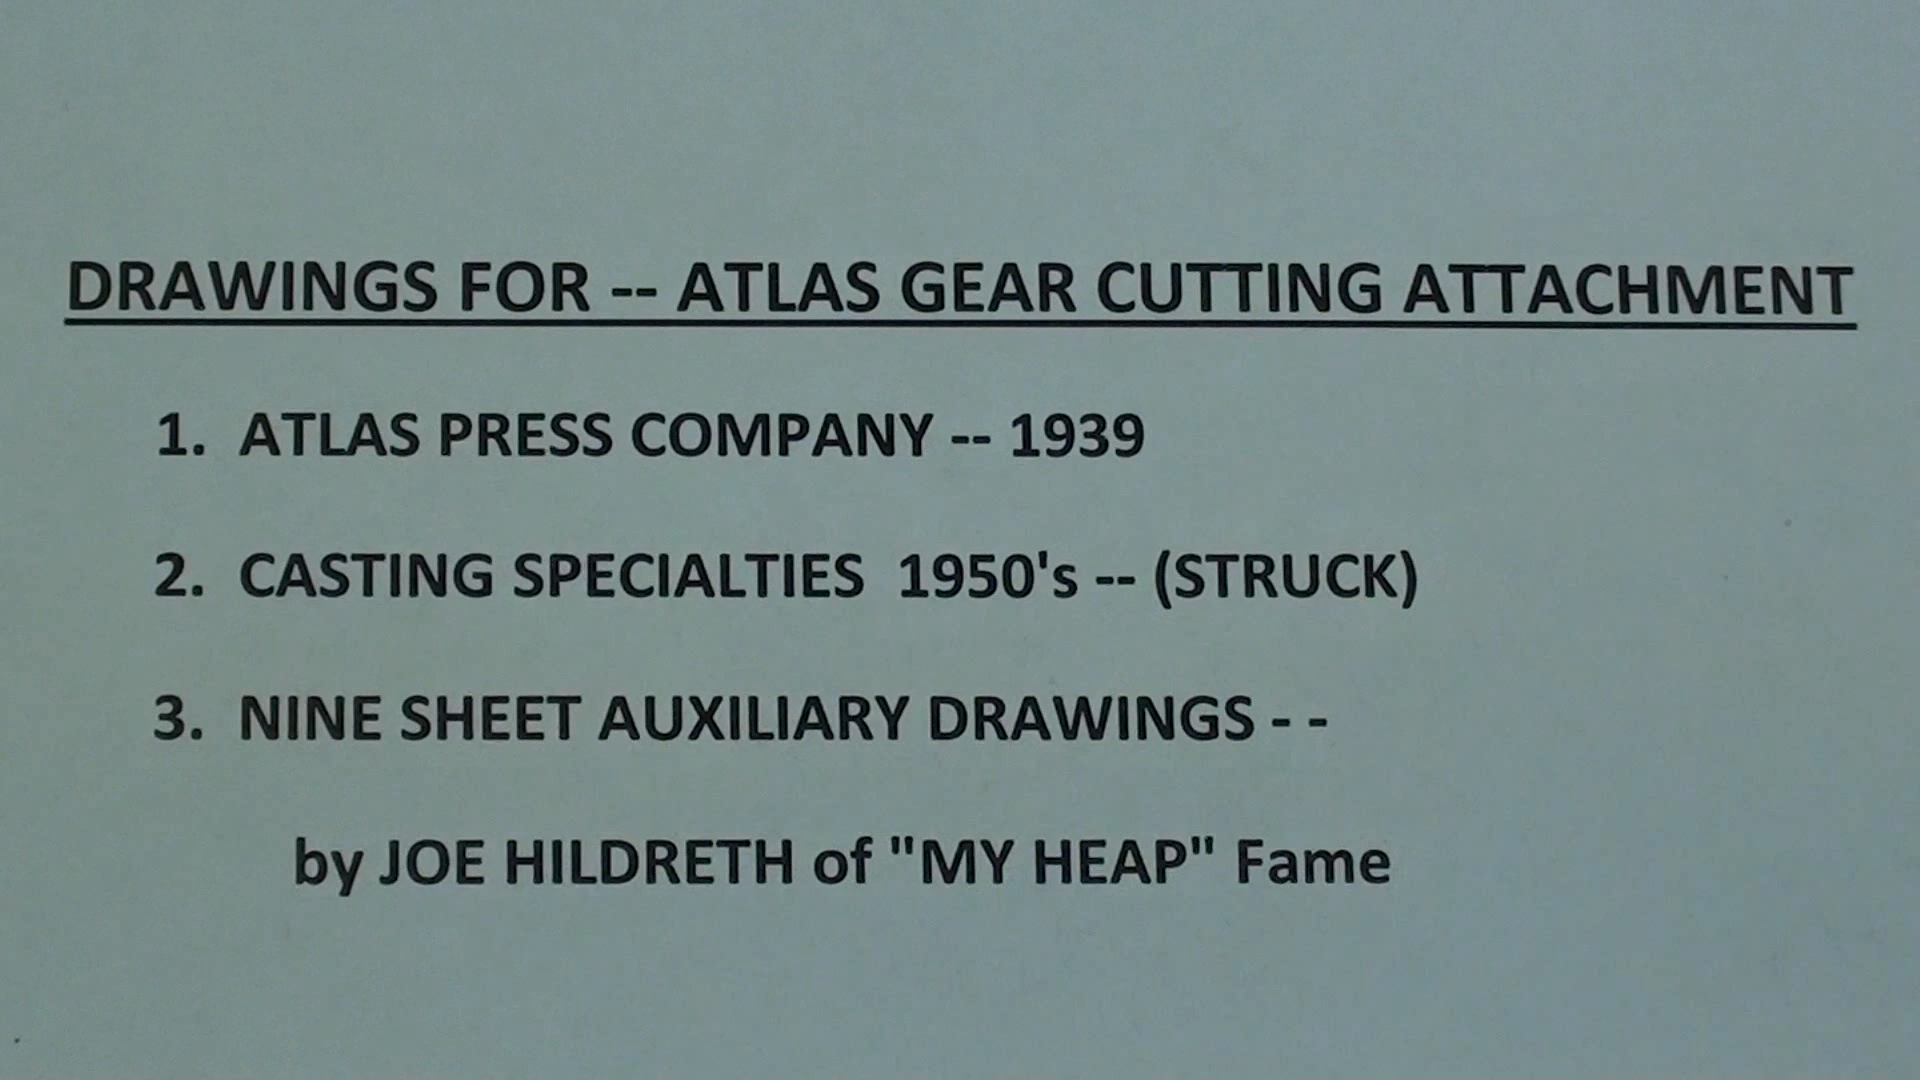 DRAWINGS FOR -- ATLAS GEAR CUTTING ATTACHMENT
1. ATLAS PRESS COMPANY -- 1939
2. CASTING SPECIALTIES 1950's -- (STRUCK)
3. NINE SHEET AUXILIARY DRAWINGS - -
by JOE HILDRETH of "MY HEAP" Fame